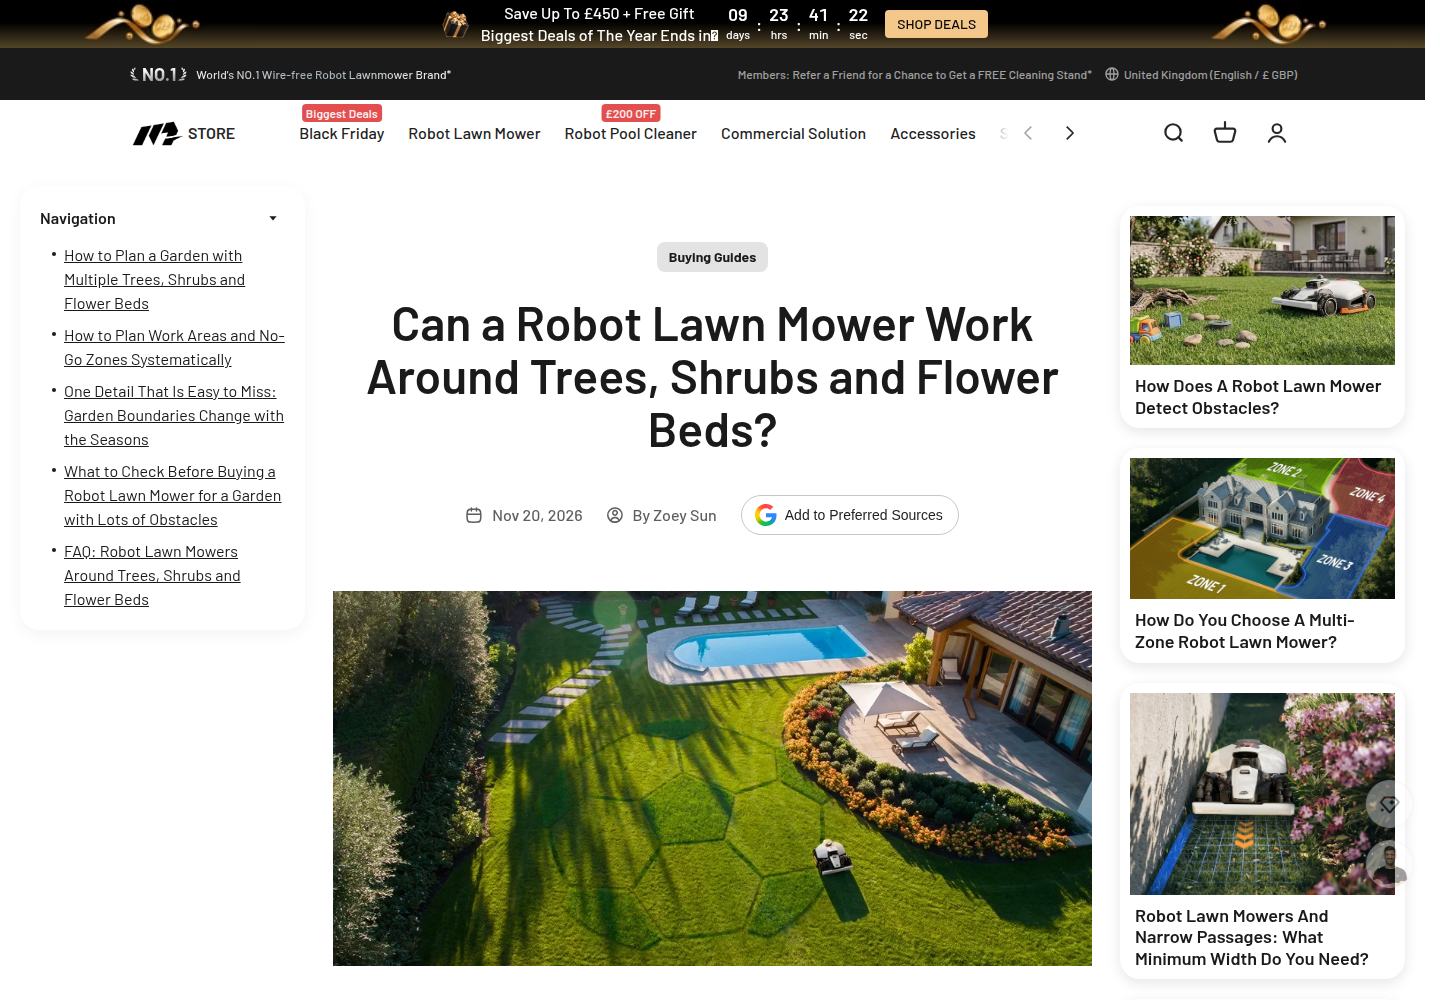 Save Up To £450 + Free Gift
Biggest Deals of The Year Ends in
09 : 23 : 41 : 22
days hrs min sec
SHOP DEALS
NO.1 World's NO.1 Wire-free Robot Lawnmower Brand*
Members: Refer a Friend for a Chance to Get a FREE Cleaning Stand*
United Kingdom (English / £ GBP)
Biggest Deals
£200 OFF
STORE
Black Friday
Robot Lawn Mower
Robot Pool Cleaner
Commercial Solution
Accessories
Navigation
How to Plan a Garden with
Multiple Trees, Shrubs and
Flower Beds
How to Plan Work Areas and No-
Go Zones Systematically
One Detail That Is Easy to Miss:
Garden Boundaries Change with
the Seasons
What to Check Before Buying a
Robot Lawn Mower for a Garden
with Lots of Obstacles
FAQ: Robot Lawn Mowers
Around Trees, Shrubs and
Flower Beds
Buying Guides
Can a Robot Lawn Mower Work
Around Trees, Shrubs and Flower
Beds?
Nov 20, 2026
By Zoey Sun
Add to Preferred Sources
How Does A Robot Lawn Mower
Detect Obstacles?
ZONE 2
ZONE 4
ZONE 3
ZONE 1
How Do You Choose A Multi-
Zone Robot Lawn Mower?
Robot Lawn Mowers And
Narrow Passages: What
Minimum Width Do You Need?